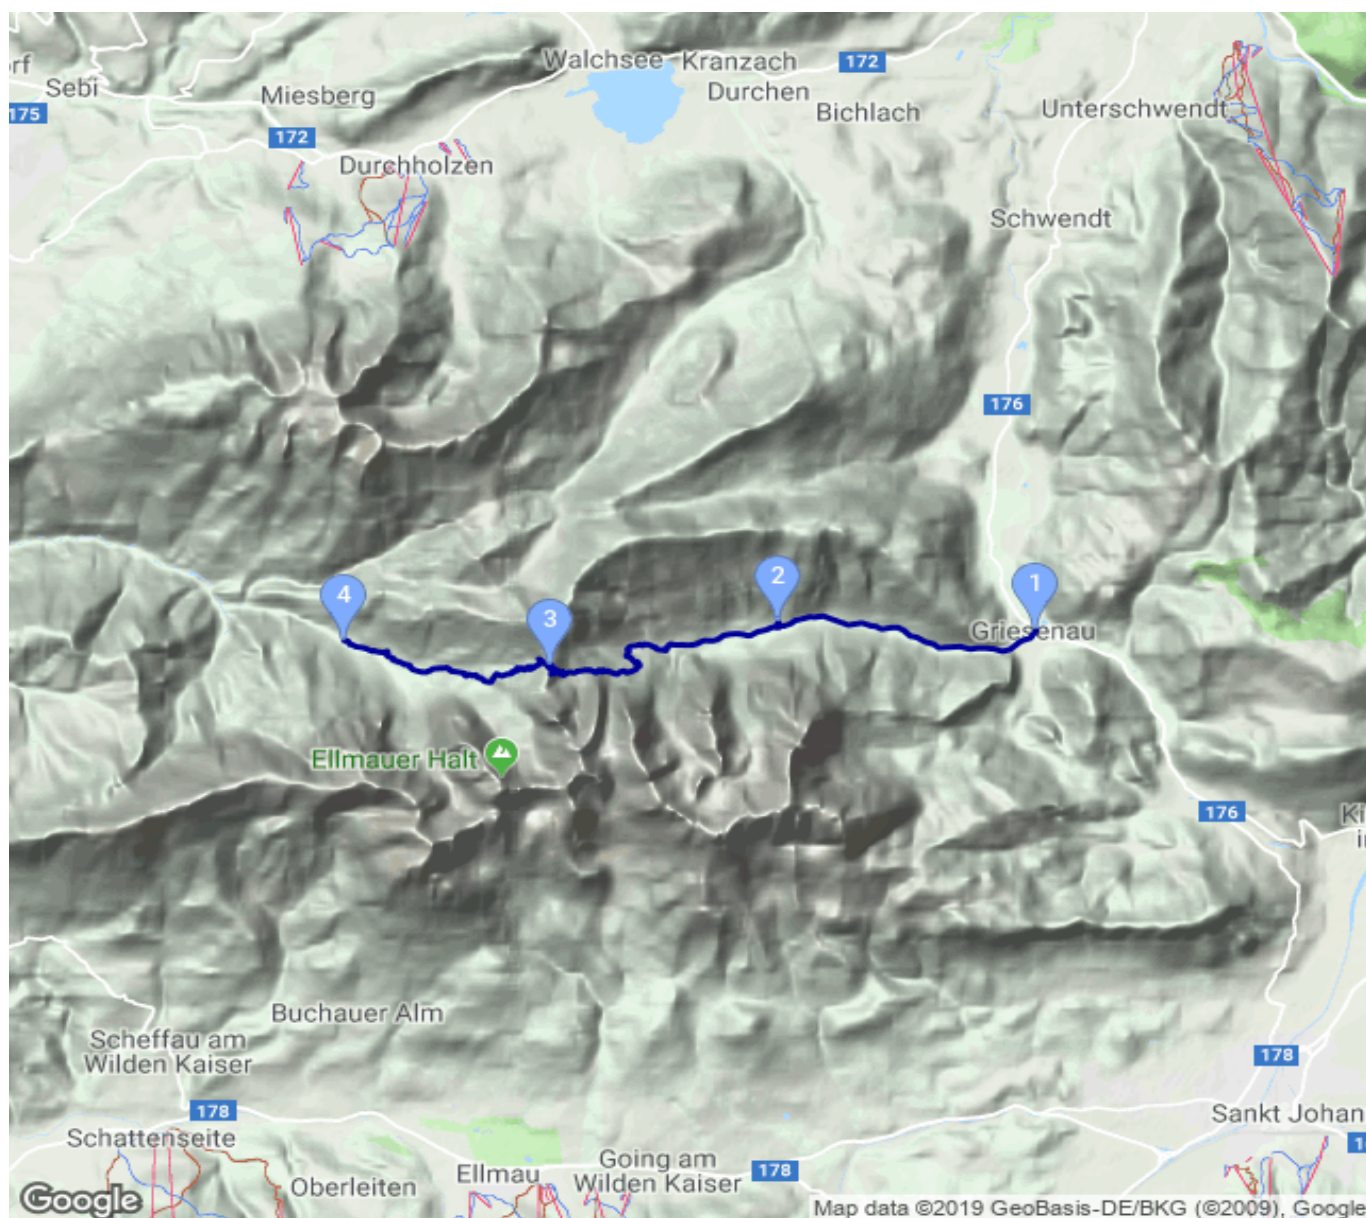 Walchsee
Kranzach
172
rf
Sebi
Durchen
Miesberg
Bichlach
Unterschwendt
175
172
Durchholzen
Schwendt
176
2
1
4
3
Griesenau
Ellmauer Halt
176
Ki
i
Buchauer Alm
Scheffau am
Wilden Kaiser
178
178
Sankt Johan
Schattenseite
Going am
Wilden Kaiser
178
Ellmau
Oberleiten
Google
Map data ©2019 GeoBasis-DE/BKG (©2009), Google